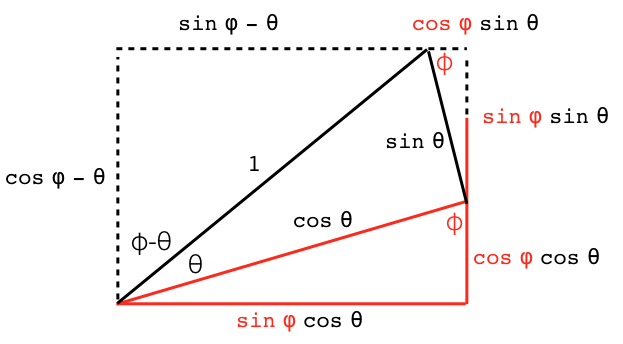 sin φ – θ
cos φ sin θ
ϕ
sin φ sin θ
sin θ
1
cos φ – θ
cos θ
ϕ-θ
ϕ
θ
cos φ cos θ
sin φ cos θ